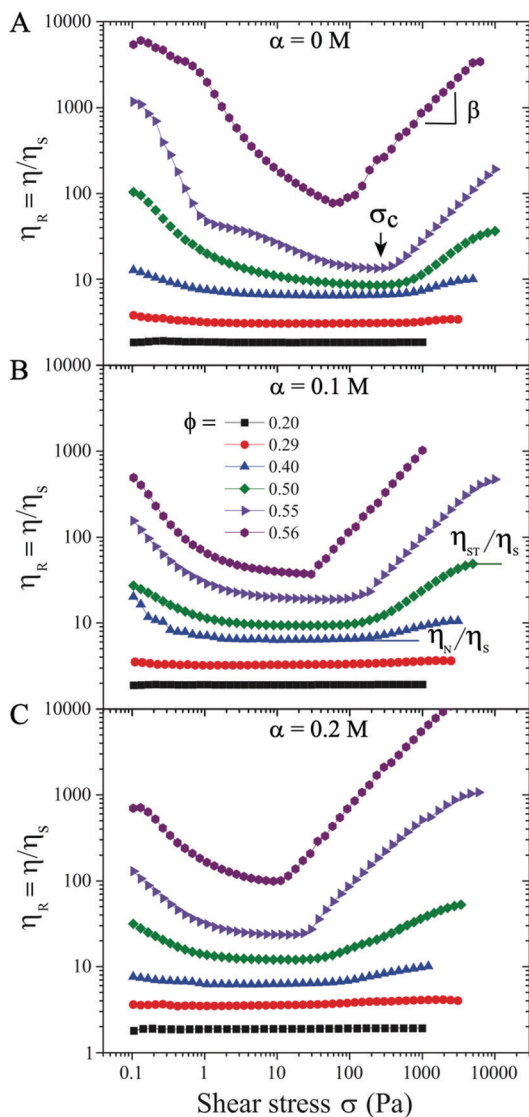 A
α = 0 M
10000
1000
100
10
η_R = η/η_s
β
σ_c
B
α = 0.1 M
10000
1000
100
10
η_R = η/η_s
ϕ =
0.20
0.29
0.40
0.50
0.55
0.56
η_ST/η_S
η_N/η_S
C
α = 0.2 M
10000
1000
100
10
1
η_R = η/η_s
0.1 1 10 100 1000 10000
Shear stress σ (Pa)